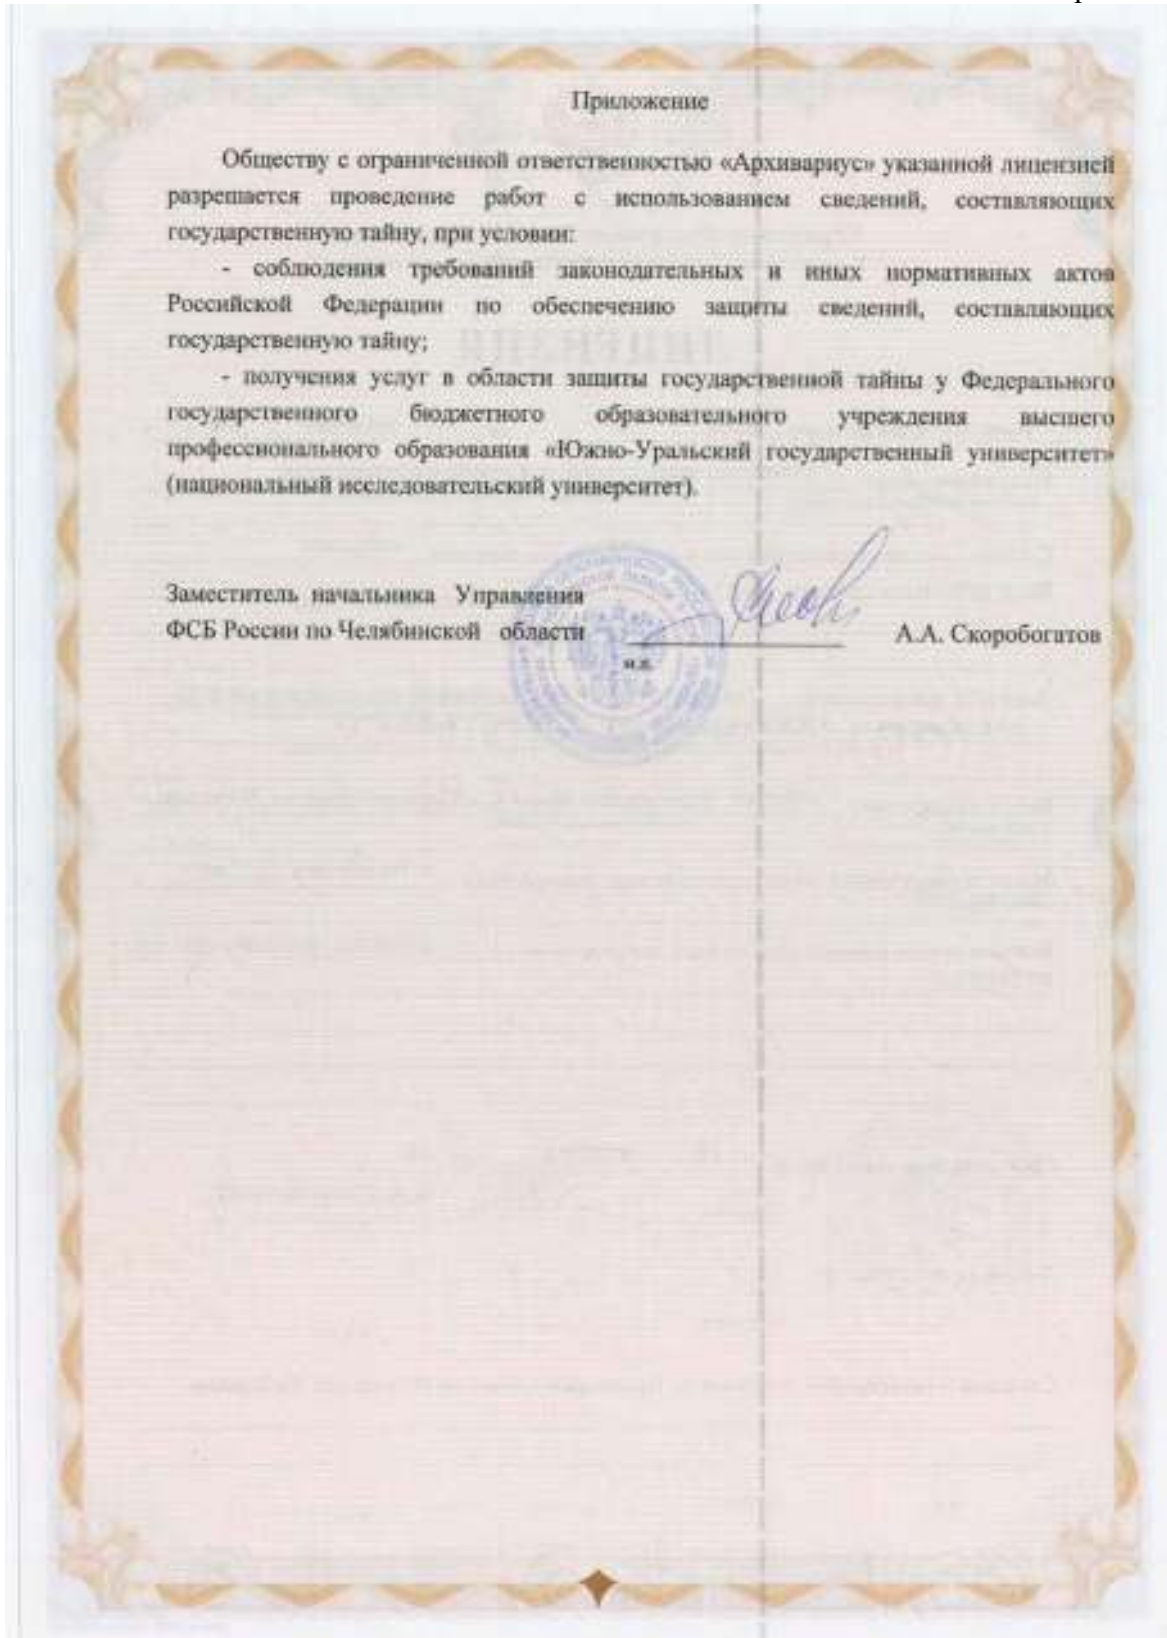 Приложение
Обществу с ограниченной ответственностью «Архивариус» указанной лицензией
разрешается проведение работ с использованием сведений, составляющих
государственную тайну, при условии:
- соблюдения требований законодательных и иных нормативных актов
Российской Федерации по обеспечению защиты сведений, составляющих
государственную тайну;
- получения услуг в области защиты государственной тайны у Федерального
государственного бюджетного образовательного учреждения высшего
профессионального образования «Южно-Уральский государственный университет»
(национальный исследовательский университет).
Заместитель начальника Управления
ФСБ России по Челябинской области А.А. Скоробогатов
м.п.